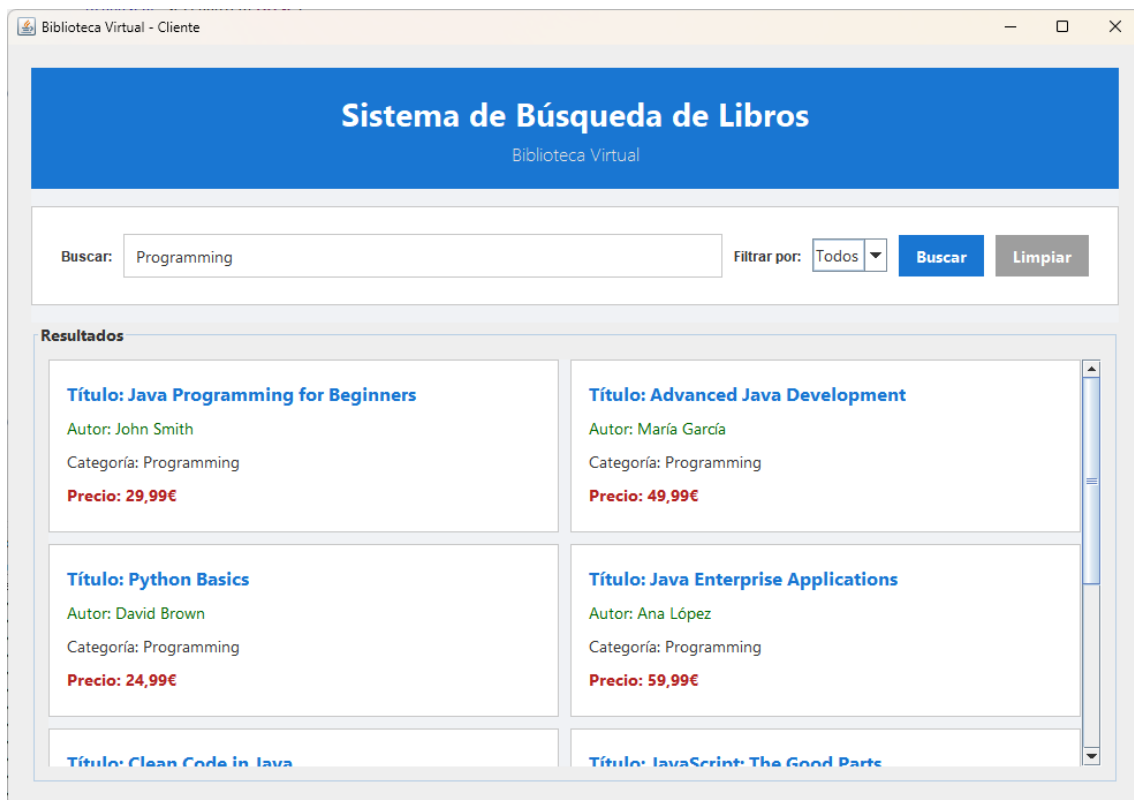 Biblioteca Virtual - Cliente
Sistema de Búsqueda de Libros
Biblioteca Virtual
Buscar: Programming Filtrar por: Todos Buscar Limpiar
Resultados
Título: Java Programming for Beginners
Autor: John Smith
Categoría: Programming
Precio: 29,99€
Título: Advanced Java Development
Autor: María García
Categoría: Programming
Precio: 49,99€
Título: Python Basics
Autor: David Brown
Categoría: Programming
Precio: 24,99€
Título: Java Enterprise Applications
Autor: Ana López
Categoría: Programming
Precio: 59,99€
Título: Clean Code in Java
Título: JavaScript: The Good Parts